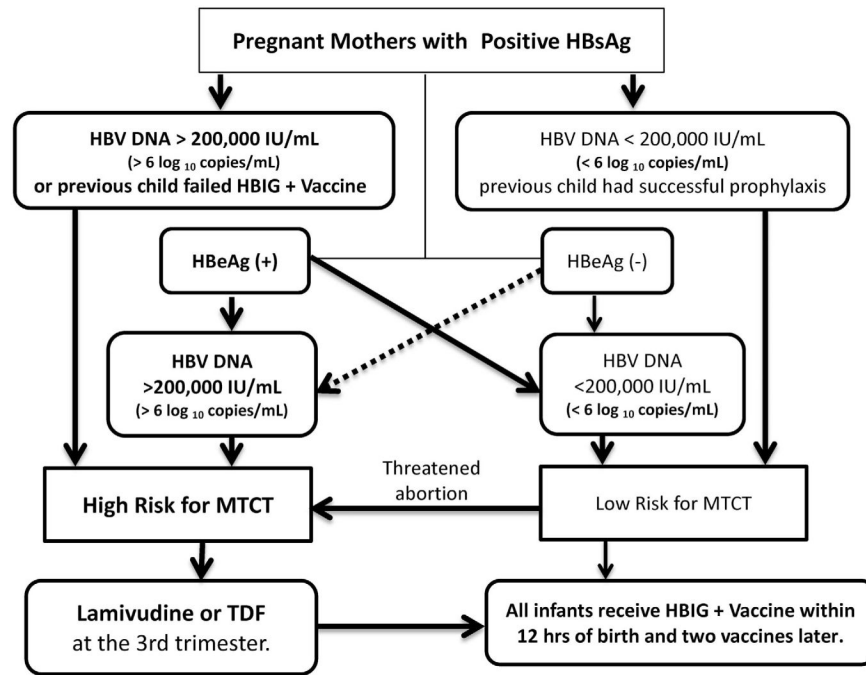 Pregnant Mothers with Positive HBsAg
HBV DNA > 200,000 IU/mL
(> 6 log 10 copies/mL)
or previous child failed HBIG + Vaccine
HBV DNA < 200,000 IU/mL
(< 6 log 10 copies/mL)
previous child had successful prophylaxis
HBeAg (+)
HBeAg (-)
HBV DNA
>200,000 IU/mL
(> 6 log 10 copies/mL)
HBV DNA
<200,000 IU/mL
(< 6 log 10 copies/mL)
High Risk for MTCT
Threatened
abortion
Low Risk for MTCT
Lamivudine or TDF
at the 3rd trimester.
All infants receive HBIG + Vaccine within
12 hrs of birth and two vaccines later.